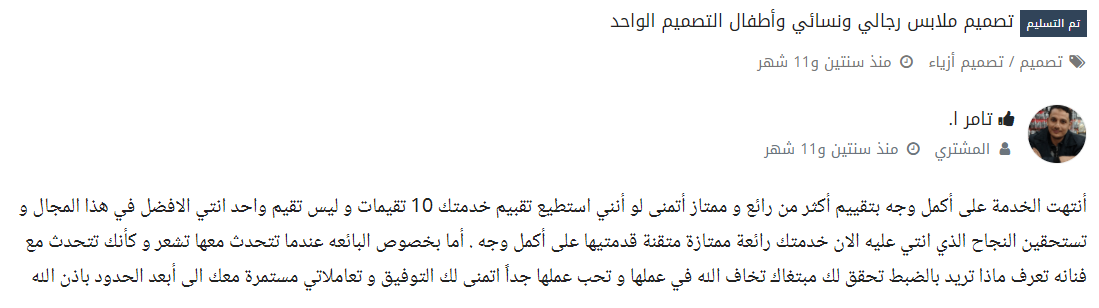 تم التسليم تصميم ملابس رجالي ونسائي وأطفال التصميم الواحد
تصميم / تصميم أزياء منذ سنتين و11 شهر
تامر ا.
المشتري منذ سنتين و11 شهر
أنتهت الخدمة على أكمل وجه بتقييم أكثر من رائع و ممتاز أتمنى لو أنني استطيع تقبيم خدمتك 10 تقيمات و ليس تقيم واحد انتي الافضل في هذا المجال و
تستحقين النجاح الذي انتي عليه الان خدمتك رائعة ممتازة متقنة قدمتيها على أكمل وجه . أما بخصوص البائعه عندما تتحدث معها تشعر و كأنك تتحدث مع
فنانه تعرف ماذا تريد بالضبط تحقق لك مبتغاك تخاف الله في عملها و تحب عملها جداً اتمنى لك التوفيق و تعاملاتي مستمرة معك الى أبعد الحدود باذن الله